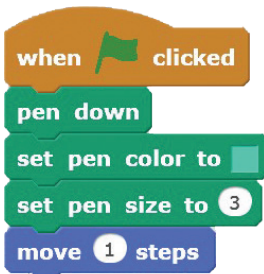 when clicked
pen down
set pen color to
set pen size to 3
move 1 steps